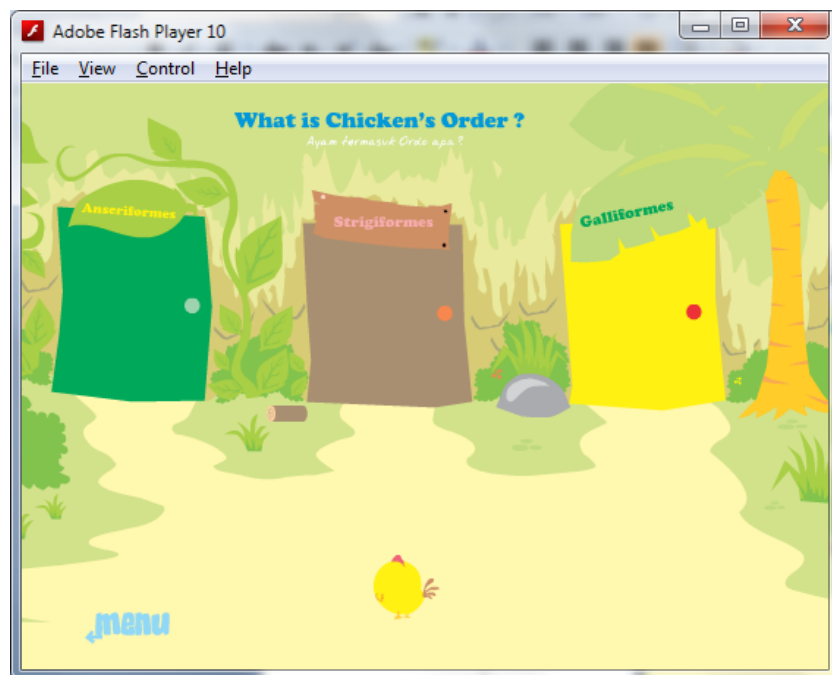 Adobe Flash Player 10
File View Control Help
What is Chicken's Order ?
Ayam termasuk Ordo apa ?
Anseriformes
Strigiformes
Galliformes
menu